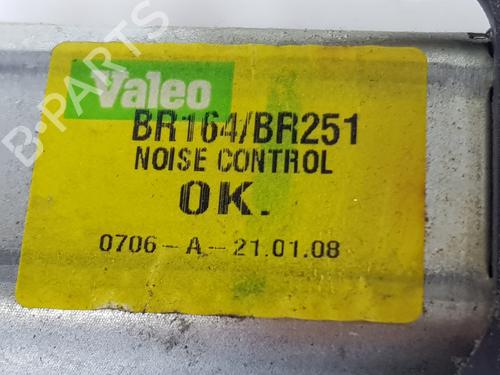 Valeo
BR164/BR251
NOISE CONTROL
OK.
0706-A-21.01.08
B-PARTS